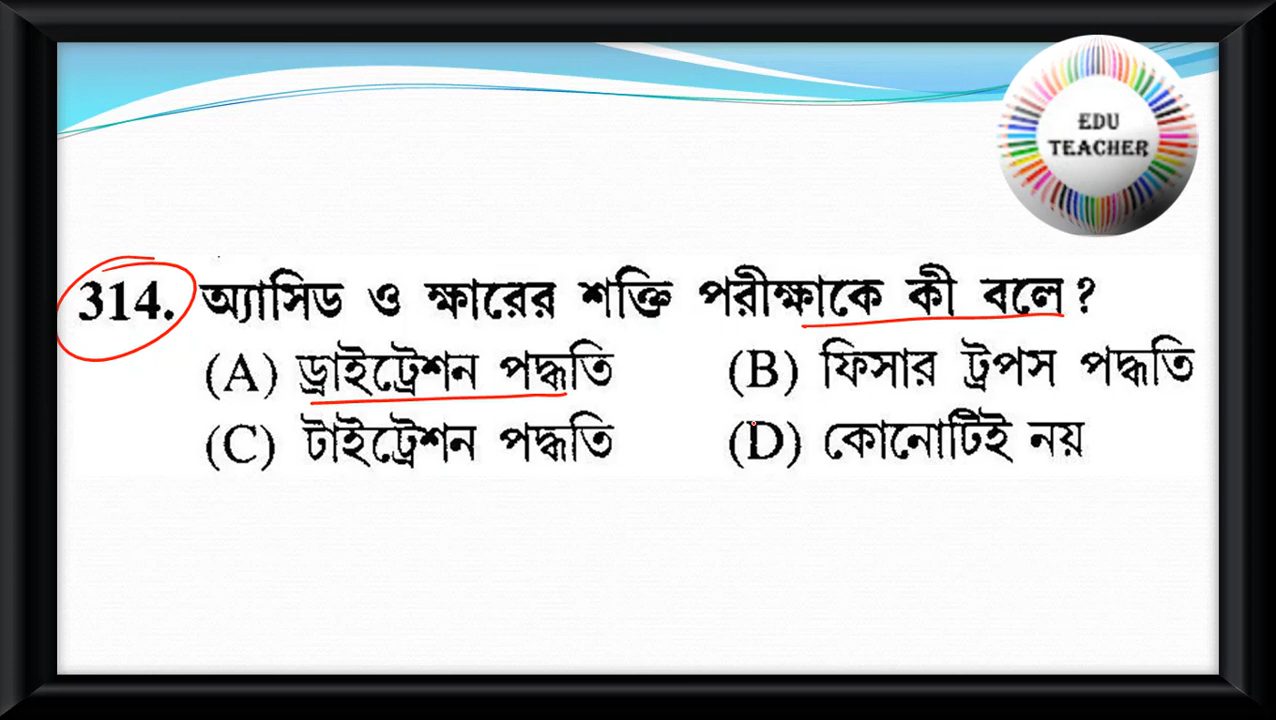 EDU
TEACHER
314. অ্যাসিড ও ক্ষারের শক্তি পরীক্ষাকে কী বলে?
(A) ড্রাইট্রেশন পদ্ধতি (B) ফিসার ট্রপস পদ্ধতি
(C) টাইট্রেশন পদ্ধতি (D) কোনোটিই নয়